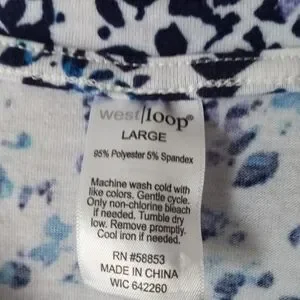 west|loop®
LARGE
95% Polyester 5% Spandex
Machine wash cold with
like colors. Gentle cycle.
Only non-chlorine bleach
if needed. Tumble dry
low. Remove promptly.
Cool iron if needed.
RN #58853
MADE IN CHINA
WIC 642260